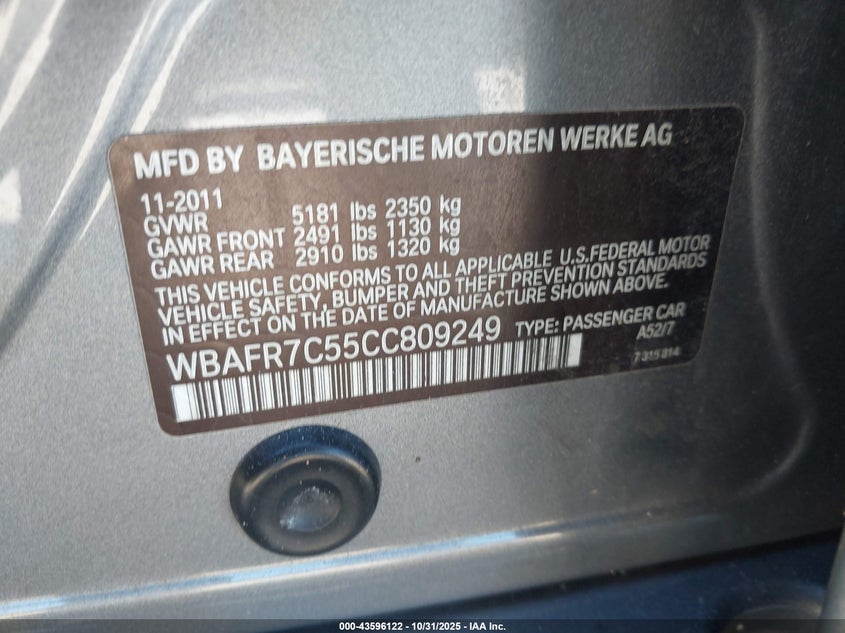 MFD BY BAYERISCHE MOTOREN WERKE AG
11-2011
GVWR 5181 lbs 2350 kg
GAWR FRONT 2491 lbs 1130 kg
GAWR REAR 2910 lbs 1320 kg
THIS VEHICLE CONFORMS TO ALL APPLICABLE U.S.FEDERAL MOTOR
VEHICLE SAFETY, BUMPER AND THEFT PREVENTION STANDARDS
IN EFFECT ON THE DATE OF MANUFACTURE SHOWN ABOVE.
WBAFR7C55CC809249 TYPE: PASSENGER CAR
A52/7
7 315 814
000-43596122 - 10/31/2025 - IAA Inc.